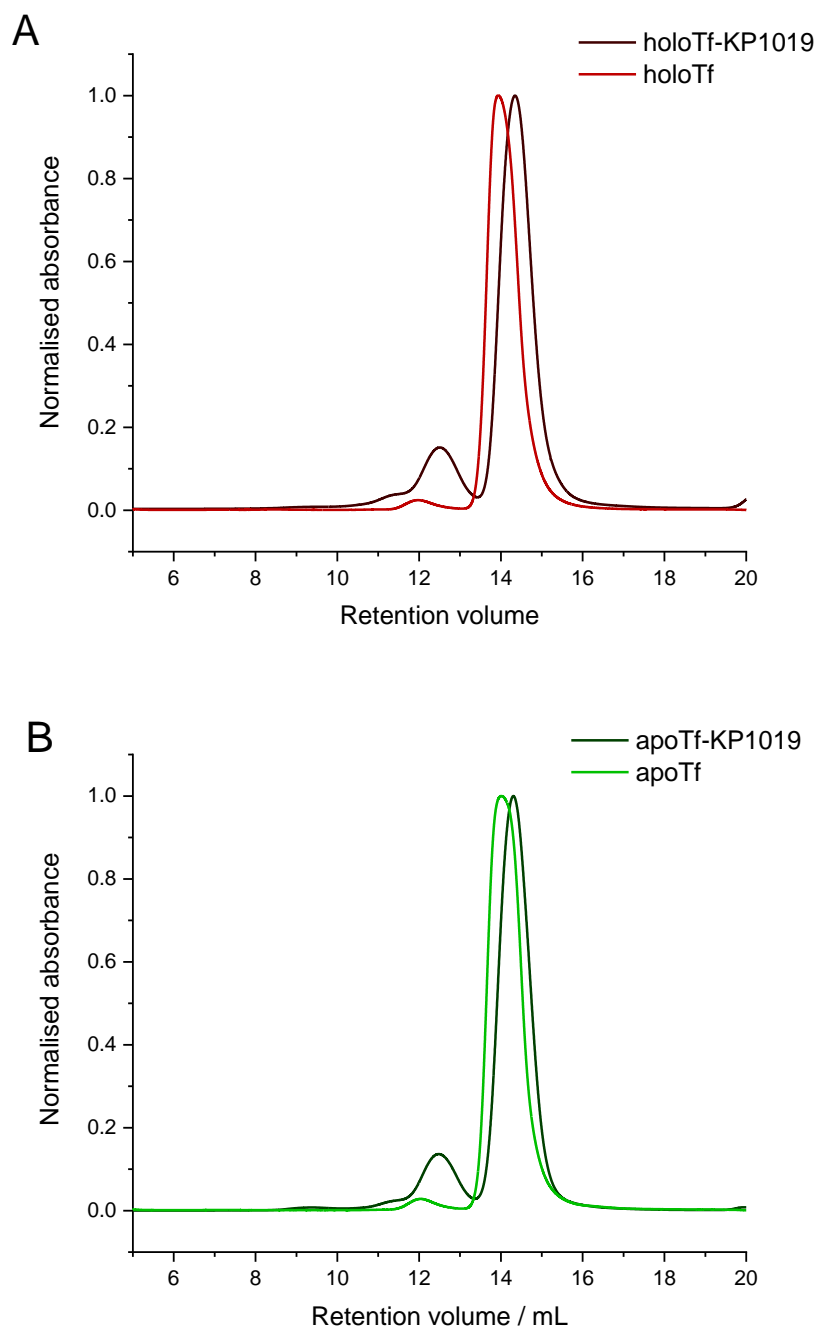 A
holoTf-KP1019
holoTf
1.0
0.8
0.6
0.4
0.2
0.0
Normalised absorbance
6 8 10 12 14 16 18 20
Retention volume
B
apoTf-KP1019
apoTf
1.0
0.8
0.6
0.4
0.2
0.0
Normalised absorbance
6 8 10 12 14 16 18 20
Retention volume / mL